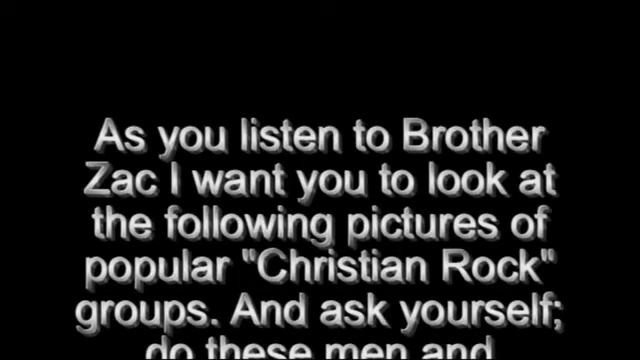 As you listen to Brother
Zac I want you to look at
the following pictures of
popular "Christian Rock"
groups. And ask yourself;
do these men and